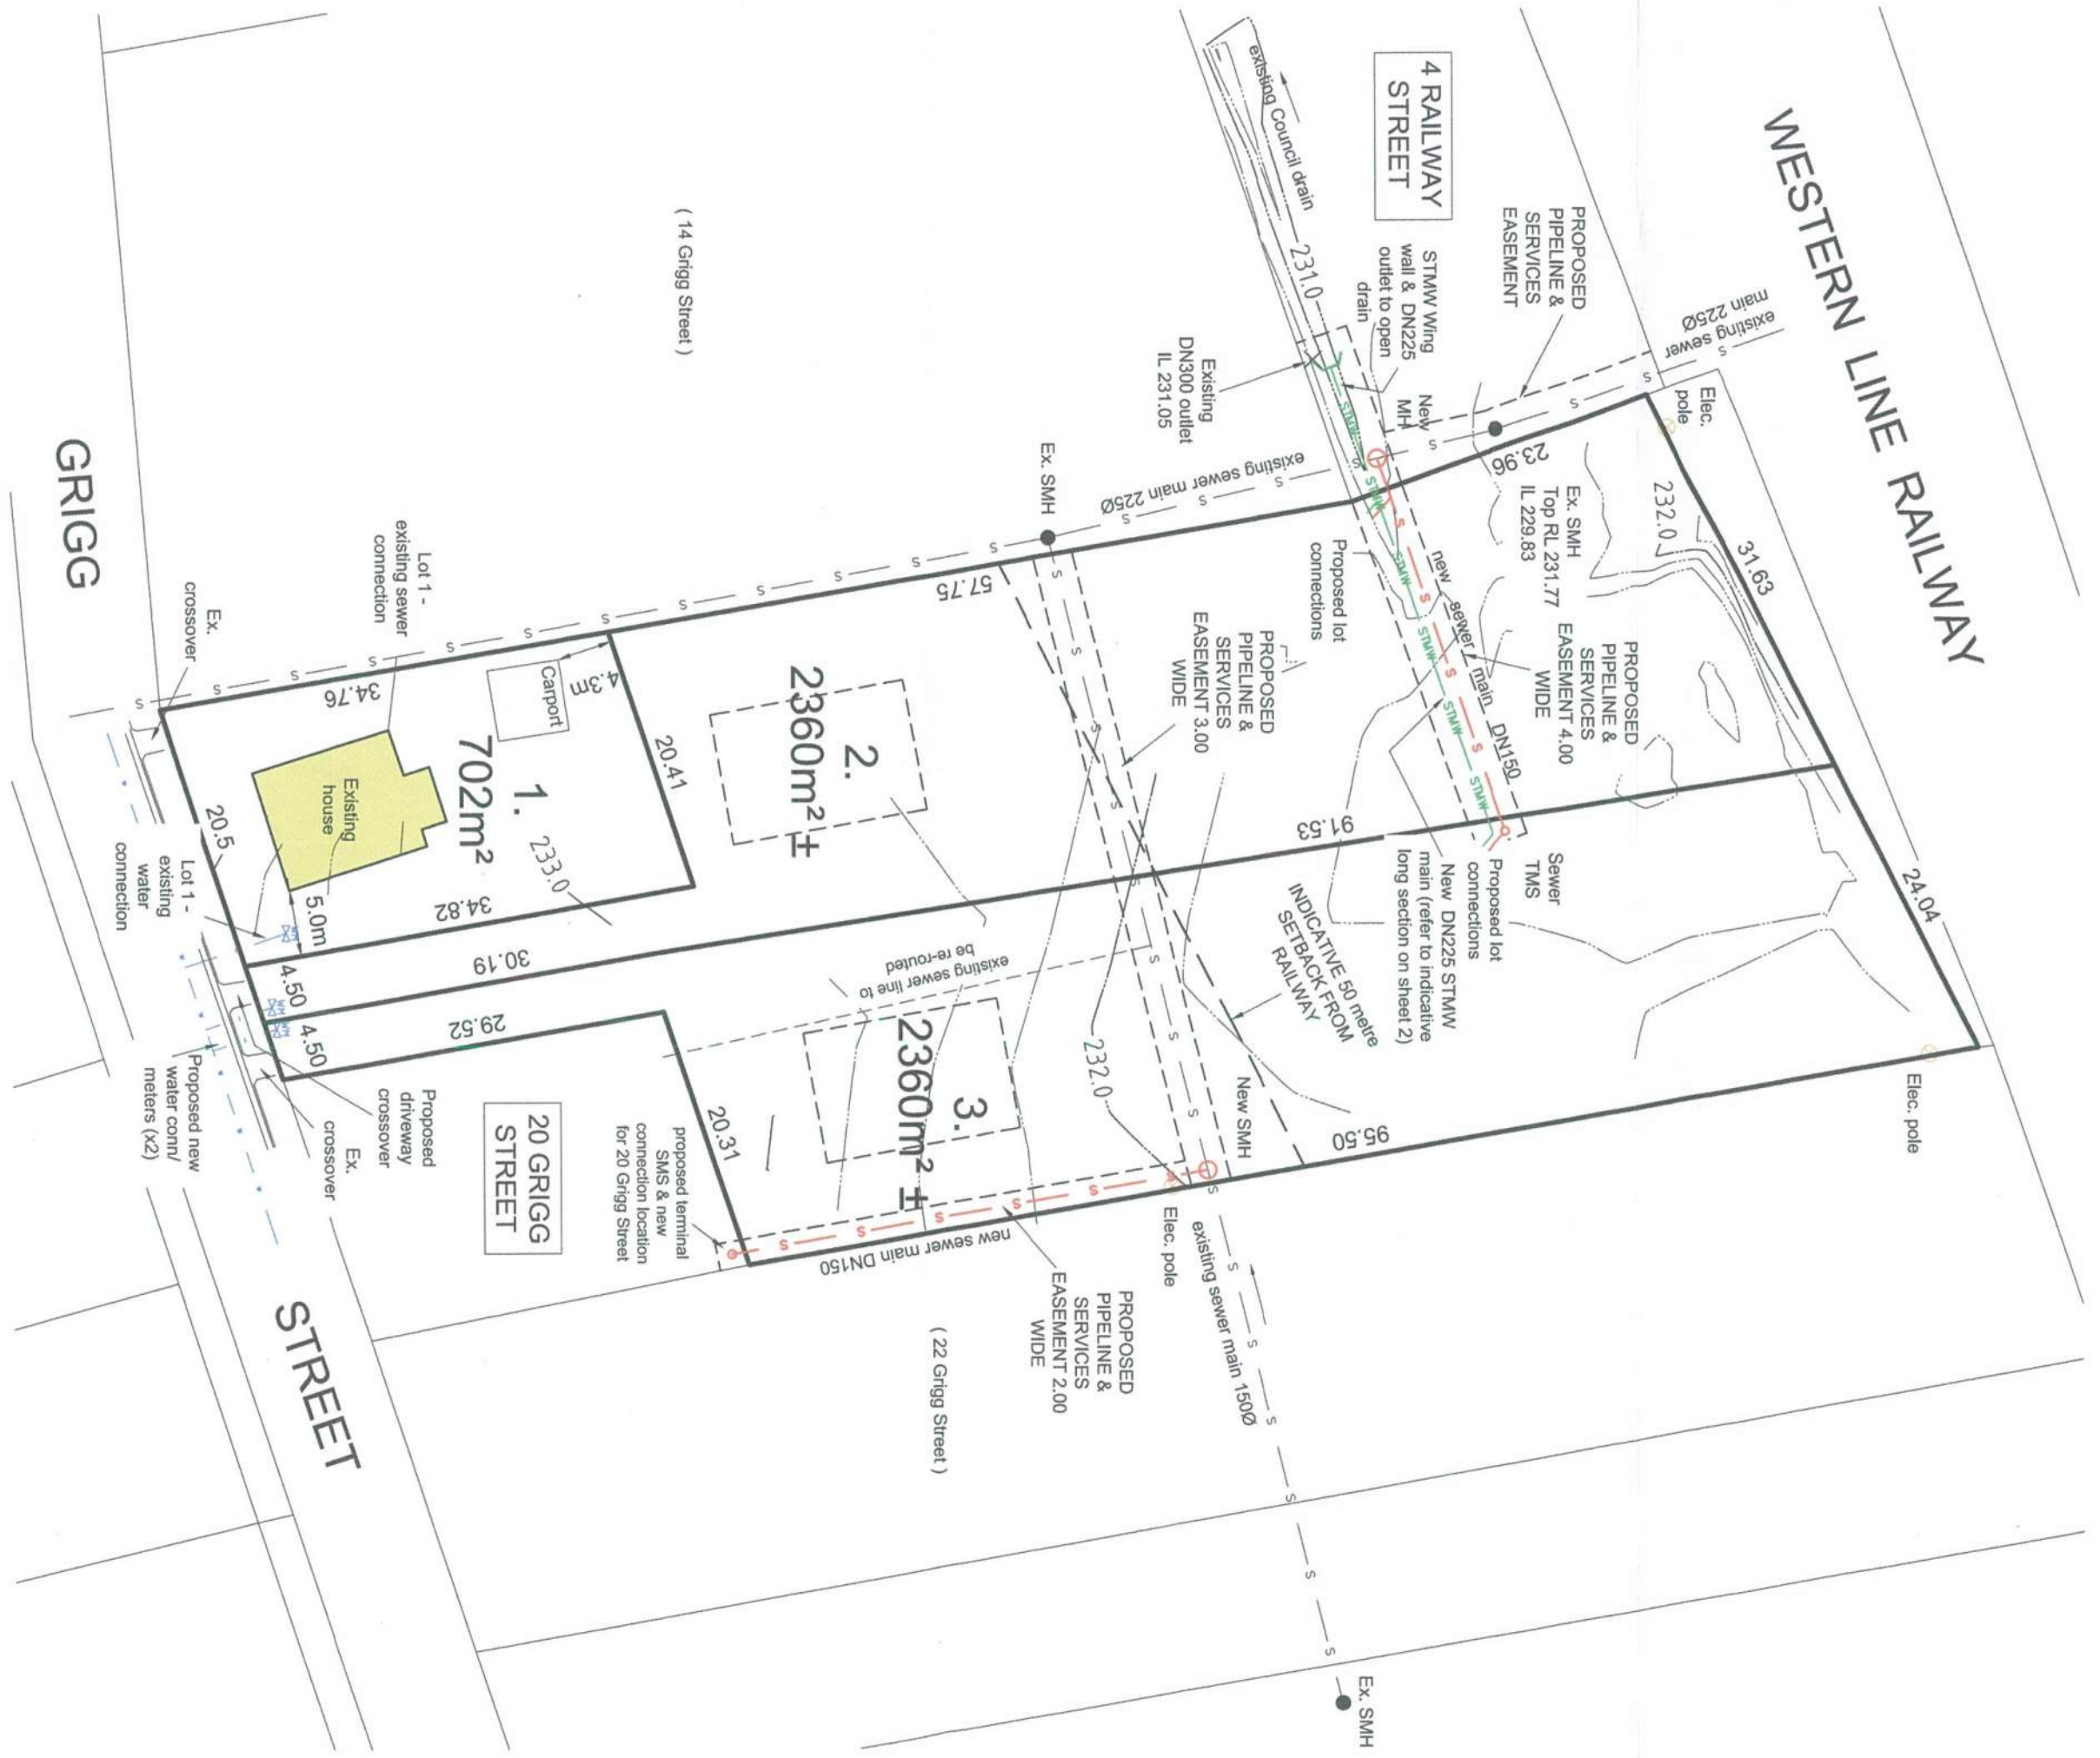 WESTERN LINE RAILWAY
4 RAILWAY
STREET
existing Council drain
231.0
PROPOSED
PIPELINE &
SERVICES
EASEMENT
existing sewer
main 225Ø
Elec.
pole
STMW Wing
wall & DN225
outlet to open
drain
New
MH
Existing
DN300 outlet
IL 231.05
23.96
232.0
31.63
24.04
Ex. SMH
Top RL 231.77
IL 229.83
PROPOSED
PIPELINE &
SERVICES
EASEMENT 4.00
WIDE
new sewer main DN150
STMW
STMW
STMW
STMW
STMW
STMW
S
S
S
S
S
Proposed lot
connections
Sewer
TMS
Proposed lot
connections
New DN225 STMW
main (refer to indicative
long section on sheet 2)
Elec. pole
( 14 Grigg Street )
Ex. SMH
existing sewer main 225Ø
57.75
PROPOSED
PIPELINE &
SERVICES
EASEMENT 3.00
WIDE
91.53
INDICATIVE 50 metre
SETBACK FROM
RAILWAY
95.50
2.
2360m² ±
3.
2360m² ±
232.0
New SMH
Elec. pole
existing sewer main 150Ø
existing sewer line to
be re-routed
PROPOSED
PIPELINE &
SERVICES
EASEMENT 2.00
WIDE
( 22 Grigg Street )
new sewer main DN150
Ex. SMH
20.41
4.3m
Carport
1.
702m²
233.0
34.76
34.82
30.19
29.52
20.31
Existing
house
5.0m
20.5
4.50
4.50
Lot 1 -
existing sewer
connection
Ex.
crossover
Lot 1 -
existing
water
connection
20 GRIGG
STREET
proposed terminal
SMS & new
connection location
for 20 Grigg Street
Proposed
driveway
crossover
Ex.
crossover
Proposed new
water conn/
meters (x2)
GRIGG
STREET